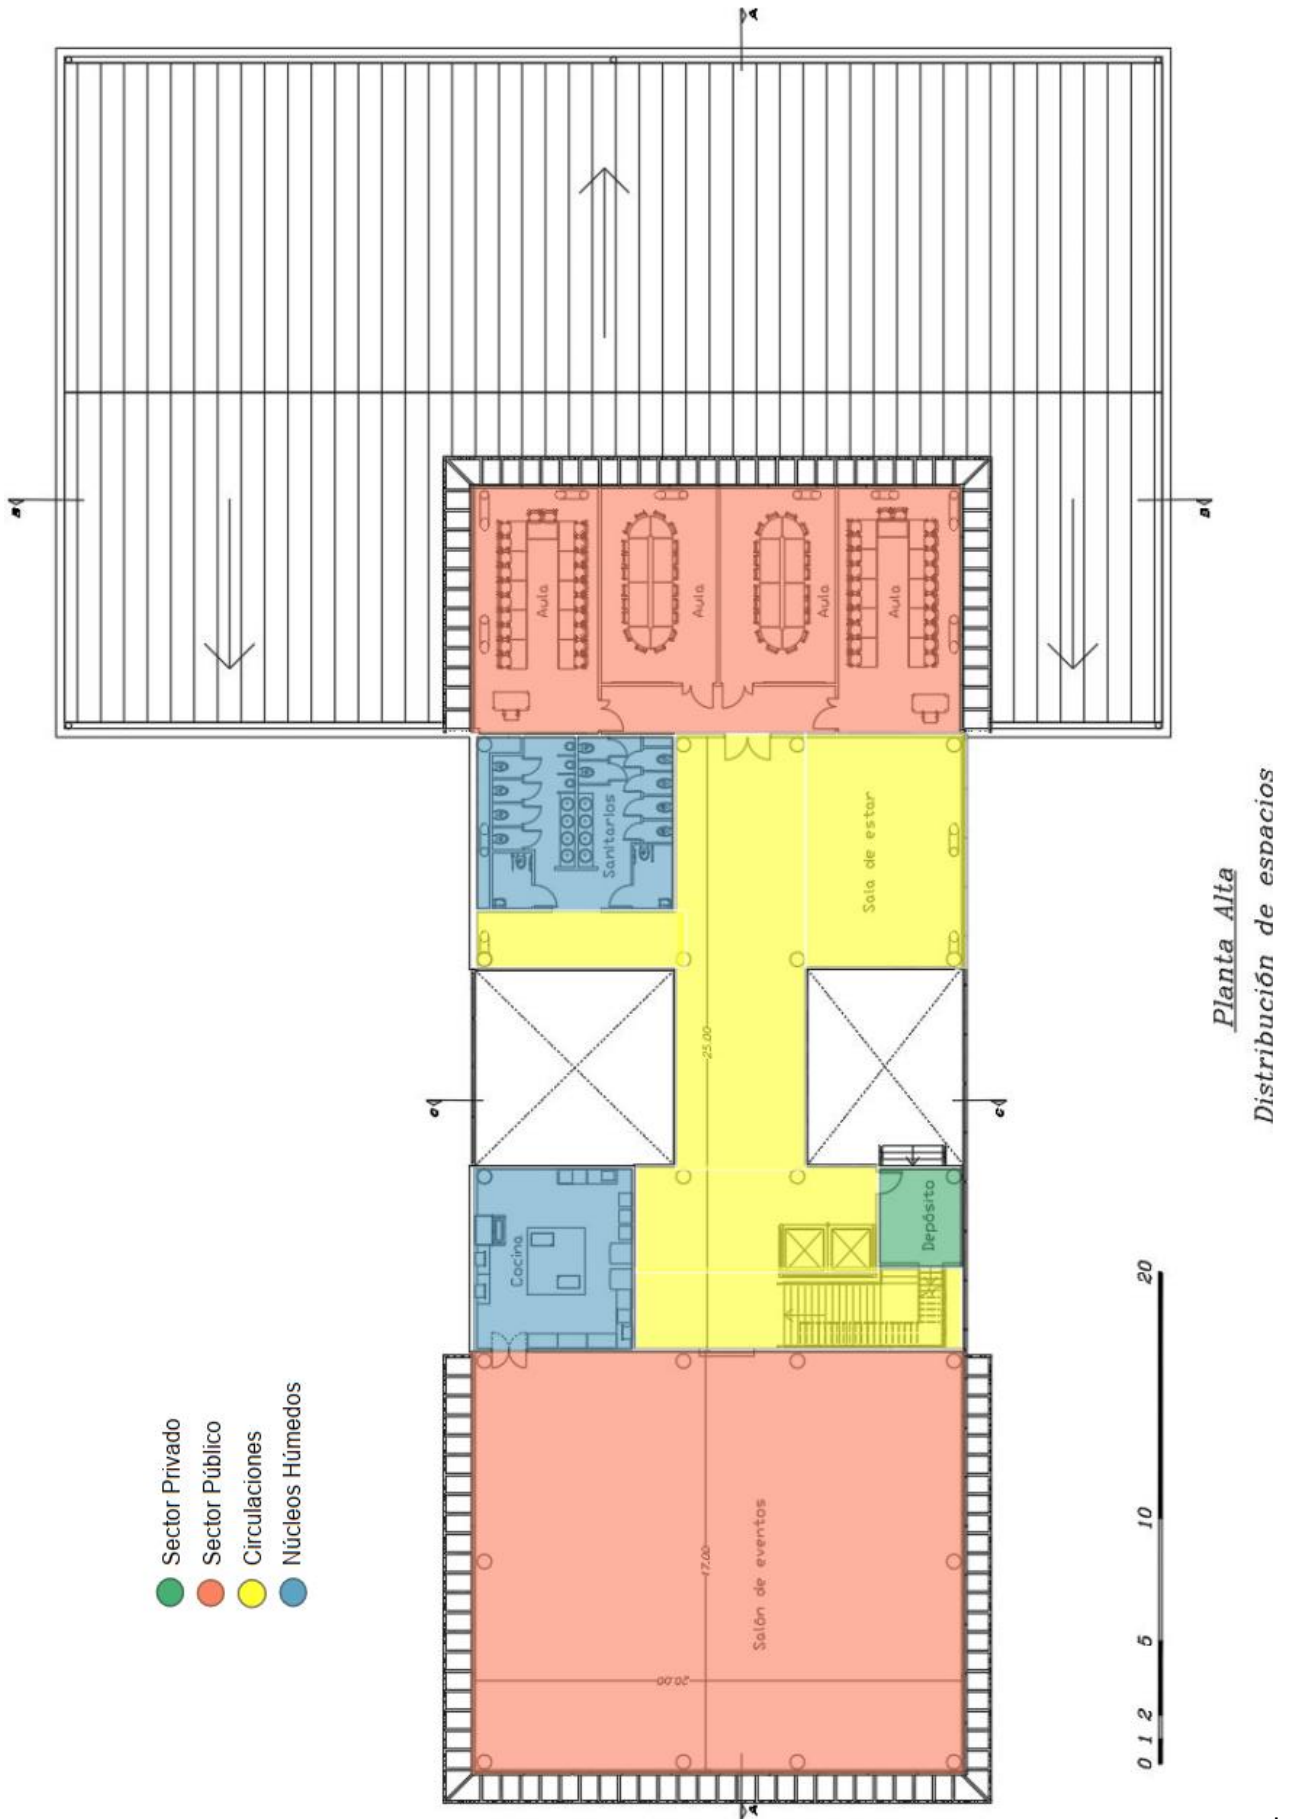 Sector Privado
Sector Público
Circulaciones
Núcleos Húmedos
A
B
B
C
C
A
Aula
Aula
Aula
Aula
Sanitarios
Sala de estar
25.00
Cocina
Depósito
17.00
20.00
Salón de eventos
0 1 2 5 10 20
Planta Alta
Distribución de espacios